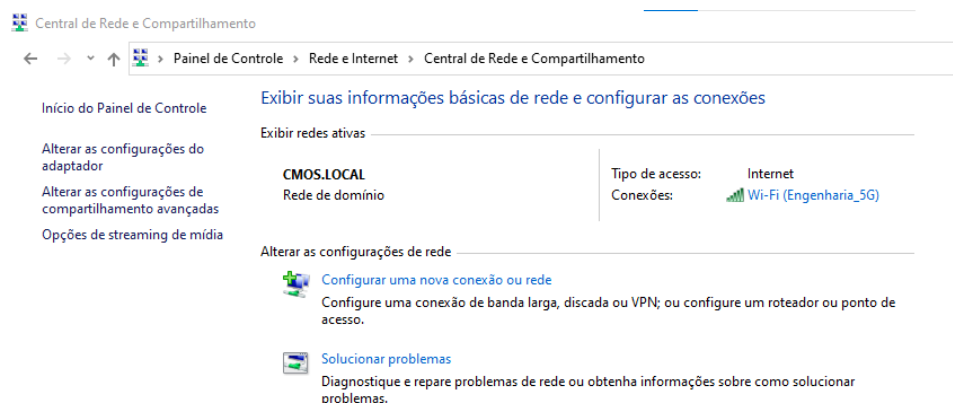 Central de Rede e Compartilhamento
Painel de Controle > Rede e Internet > Central de Rede e Compartilhamento
Início do Painel de Controle
Alterar as configurações do
adaptador
Alterar as configurações de
compartilhamento avançadas
Opções de streaming de mídia
Exibir suas informações básicas de rede e configurar as conexões
Exibir redes ativas
CMOS.LOCAL
Rede de domínio
Tipo de acesso: Internet
Conexões: Wi-Fi (Engenharia_5G)
Alterar as configurações de rede
Configurar uma nova conexão ou rede
Configure uma conexão de banda larga, discada ou VPN; ou configure um roteador ou ponto de
acesso.
Solucionar problemas
Diagnostique e repare problemas de rede ou obtenha informações sobre como solucionar
problemas.